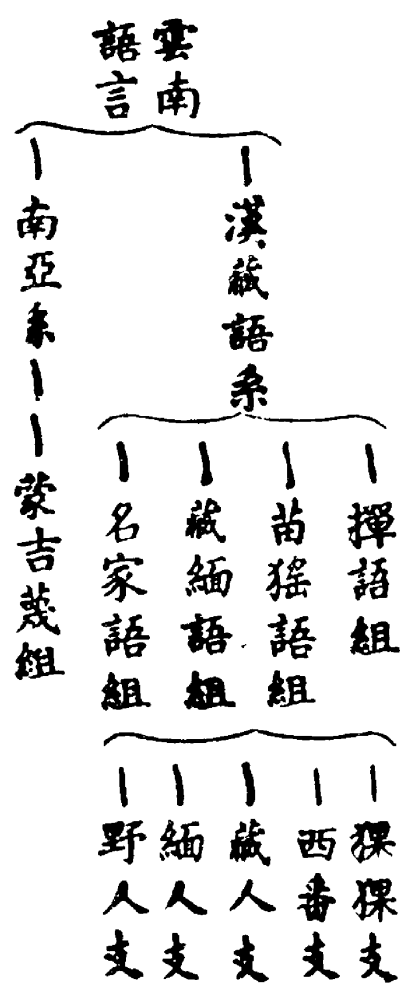 雲南
語言
漢藏語系
南亞系——蒙吉蔑組
撣語組
苗猺語組
藏緬語組
名家語組
猓猓支
西番支
藏人支
緬人支
野人支